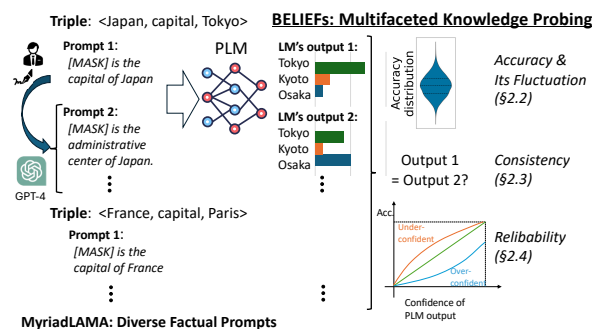 Triple: <Japan, capital, Tokyo>
BELIEFs: Multifaceted Knowledge Probing
Prompt 1:
[MASK] is the
capital of Japan
Prompt 2:
[MASK] is the
administrative
center of Japan.
GPT-4
PLM
LM's output 1:
Tokyo
Kyoto
Osaka
LM's output 2:
Tokyo
Kyoto
Osaka
Accuracy
distribution
Accuracy &
Its Fluctuation
(§2.2)
Output 1
= Output 2?
Consistency
(§2.3)
Acc.
Under-
confident
Over-
confident
Confidence of
PLM output
Relibability
(§2.4)
Triple: <France, capital, Paris>
Prompt 1:
[MASK] is the
capital of France
MyriadLAMA: Diverse Factual Prompts